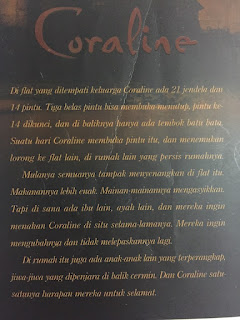 Coraline
Di flat yang ditempati keluarga Coraline ada 21 jendela dan
14 pintu. Tiga belas pintu bisa membuka-menutup, pintu ke-
14 dikunci, dan di baliknya hanya ada tembok batu bata.
Suatu hari Coraline membuka pintu itu, dan menemukan
lorong ke flat lain, di rumah lain yang persis rumahnya.
Mulanya semuanya tampak menyenangkan di flat itu.
Makanannya lebih enak. Mainan-mainannya mengasyikkan.
Tapi di sana ada ibu lain, ayah lain, dan mereka ingin
menahan Coraline di situ selama-lamanya. Mereka ingin
mengubahnya dan tidak melepaskannya lagi.
Di rumah itu juga ada anak-anak lain yang terperangkap,
jiwa-jiwa yang dipenjara di balik cermin. Dan Coraline satu-
satunya harapan mereka untuk selamat.